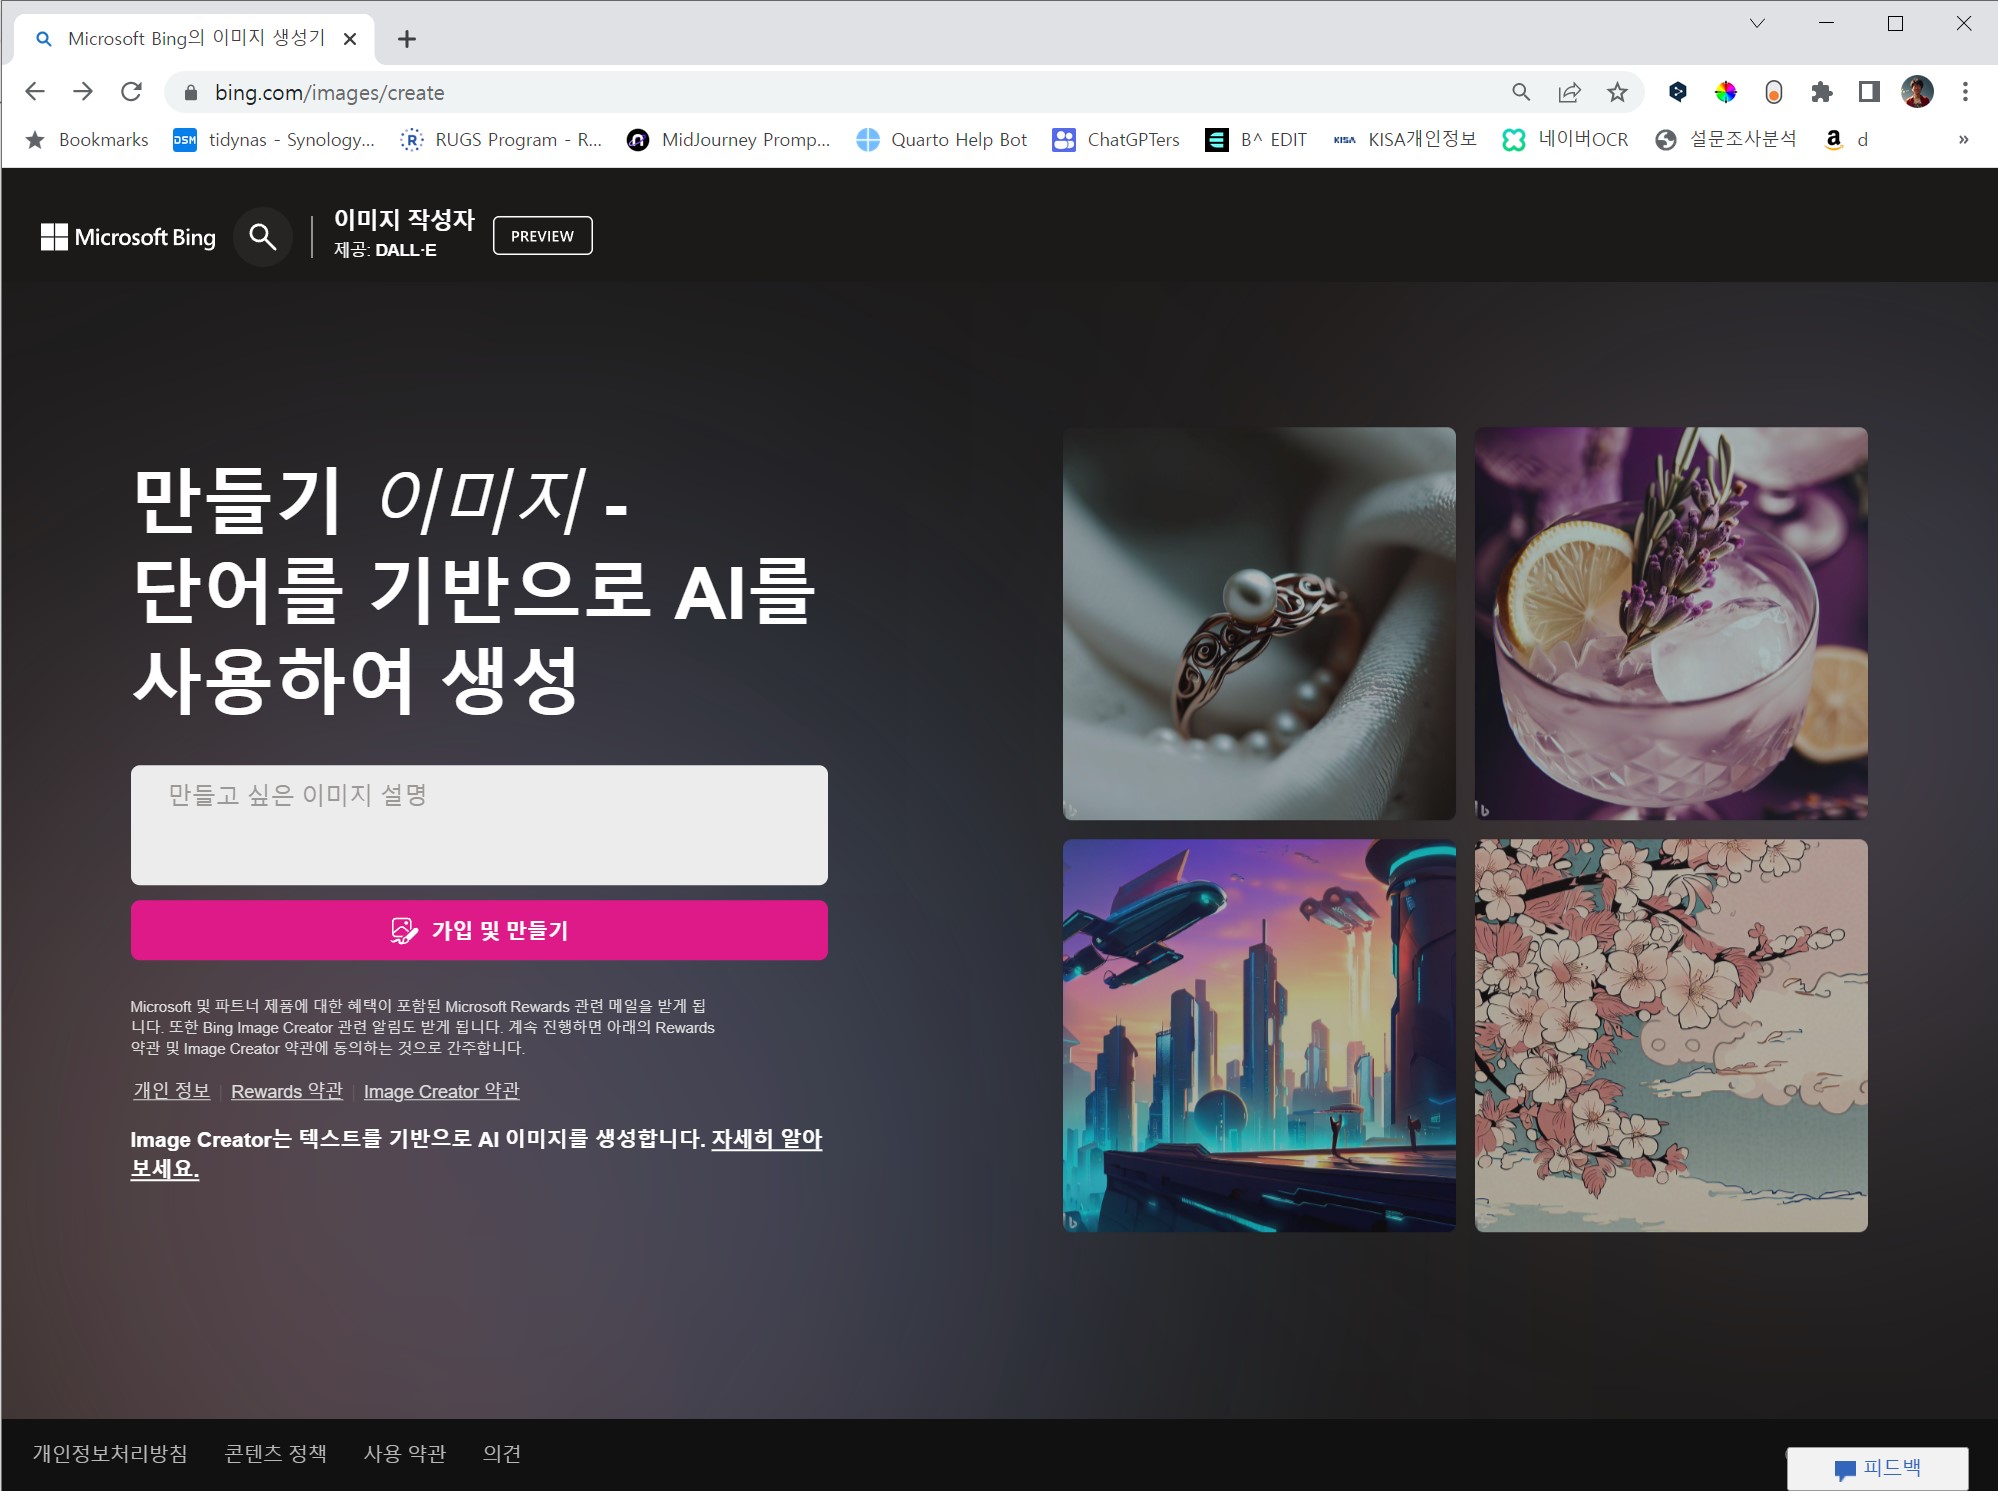 Microsoft Bing의 이미지 생성기
bing.com/images/create
Bookmarks
DSM
tidynas - Synology...
R
RUGS Program - R...
MidJourney Promp...
Quarto Help Bot
ChatGPTers
B^ EDIT
KISA
KISA개인정보
네이버OCR
설문조사분석
a
d
»
Microsoft Bing
이미지 작성자
제공: DALL·E
PREVIEW
만들기 이미지 -
단어를 기반으로 AI를
사용하여 생성
만들고 싶은 이미지 설명
가입 및 만들기
Microsoft 및 파트너 제품에 대한 혜택이 포함된 Microsoft Rewards 관련 메일을 받게 됩
니다. 또한 Bing Image Creator 관련 알림도 받게 됩니다. 계속 진행하면 아래의 Rewards
약관 및 Image Creator 약관에 동의하는 것으로 간주합니다.
개인 정보 | Rewards 약관 | Image Creator 약관
Image Creator는 텍스트를 기반으로 AI 이미지를 생성합니다. 자세히 알아
보세요.
개인정보처리방침
콘텐츠 정책
사용 약관
의견
피드백